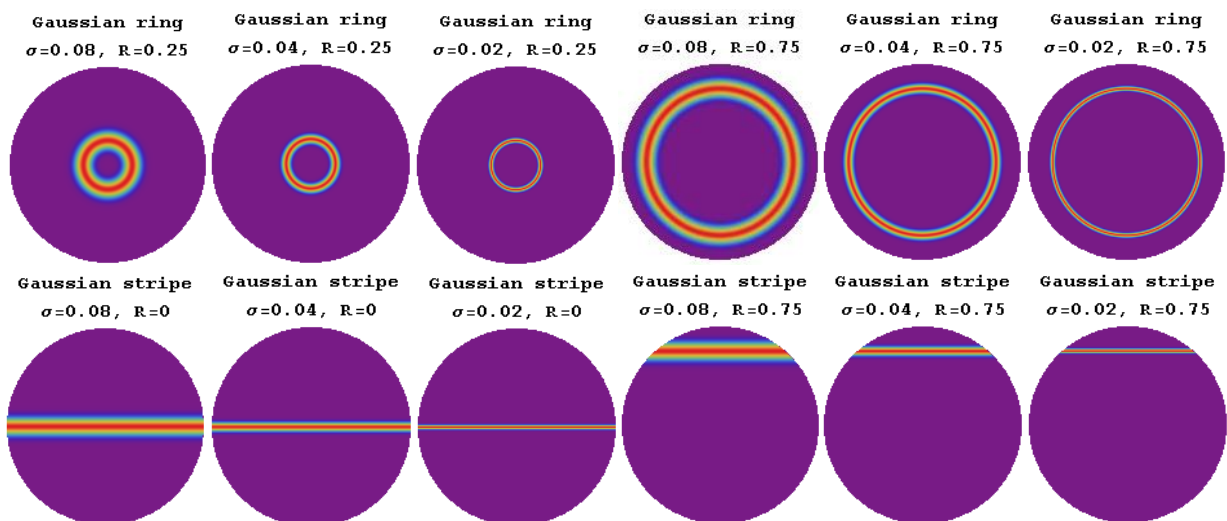 Gaussian ring
σ=0.08, R=0.25
Gaussian ring
σ=0.04, R=0.25
Gaussian ring
σ=0.02, R=0.25
Gaussian ring
σ=0.08, R=0.75
Gaussian ring
σ=0.04, R=0.75
Gaussian ring
σ=0.02, R=0.75
Gaussian stripe
σ=0.08, R=0
Gaussian stripe
σ=0.04, R=0
Gaussian stripe
σ=0.02, R=0
Gaussian stripe
σ=0.08, R=0.75
Gaussian stripe
σ=0.04, R=0.75
Gaussian stripe
σ=0.02, R=0.75